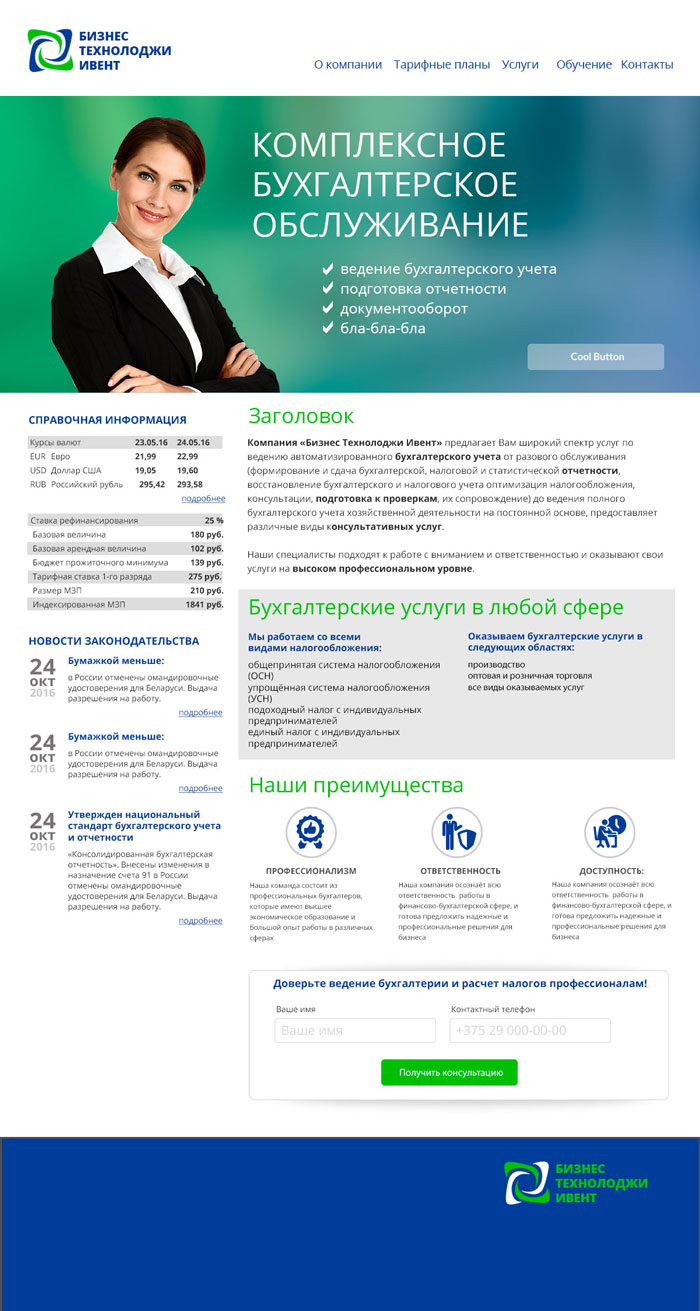 БИЗНЕС
ТЕХНОЛОДЖИ
ИВЕНТ
О компании Тарифные планы Услуги Обучение Контакты
КОМПЛЕКСНОЕ
БУХГАЛТЕРСКОЕ
ОБСЛУЖИВАНИЕ
ведение бухгалтерского учета
подготовка отчетности
документооборот
бла-бла-бла
Cool Button
СПРАВОЧНАЯ ИНФОРМАЦИЯ
Курсы валют 23.05.16 24.05.16
EUR Евро 21,99 22,99
USD Доллар США 19,05 19,60
RUB Российский рубль 295,42 293,58
подробнее
Ставка рефинансирования 25 %
Базовая величина 180 руб.
Базовая арендная величина 102 руб.
Бюджет прожиточного минимума 139 руб.
Тарифная ставка 1-го разряда 275 руб.
Размер МЗП 210 руб.
Индексированная МЗП 1841 руб.
НОВОСТИ ЗАКОНОДАТЕЛЬСТВА
24
ОКТ
2016
Бумажкой меньше:
в России отменены омандировочные
удостоверения для Беларуси. Выдача
разрешения на работу.
подробнее
24
ОКТ
2016
Бумажкой меньше:
в России отменены омандировочные
удостоверения для Беларуси. Выдача
разрешения на работу.
подробнее
24
ОКТ
2016
Утвержден национальный
стандарт бухгалтерского учета
и отчетности
«Консолидированная бухгалтерская
отчетность». Внесены изменения в
назначение счета 91 в России
отменены омандировочные
удостоверения для Беларуси. Выдача
разрешения на работу.
подробнее
Заголовок
Компания «Бизнес Технолоджи Ивент» предлагает Вам широкий спектр услуг по
ведению автоматизированного бухгалтерского учета от разового обслуживания
(формирование и сдача бухгалтерской, налоговой и статистической отчетности,
восстановление бухгалтерского и налогового учета оптимизация налогообложения,
консультации, подготовка к проверкам, их сопровождение) до ведения полного
бухгалтерского учета хозяйственной деятельности на постоянной основе, предоставляет
различные виды консультативных услуг.
Наши специалисты подходят к работе с вниманием и ответственностью и оказывают свои
услуги на высоком профессиональном уровне.
Бухгалтерские услуги в любой сфере
Мы работаем со всеми
видами налогообложения:
общепринятая система налогообложения
(ОСН)
упрощённая система налогообложения
(УСН)
подоходный налог с индивидуальных
предпринимателей
единый налог с индивидуальных
предпринимателей
Оказываем бухгалтерские услуги в
следующих областях:
производство
оптовая и розничная торговля
все виды оказываемых услуг
Наши преимущества
ПРОФЕССИОНАЛИЗМ
Наша команда состоит из
профессиональных бухгалтеров,
которые имеют высшее
экономическое образование и
большой опыт работы в различных
сферах
ОТВЕТСТВЕННОСТЬ
Наша компания осознаёт всю
ответственность работы в
финансово-бухгалтерской сфере, и
готова предложить надежные и
профессиональные решения для
бизнеса
ДОСТУПНОСТЬ:
Наша компания осознаёт всю
ответственность работы в
финансово-бухгалтерской сфере, и
готова предложить надежные и
профессиональные решения для
бизнеса
Доверьте ведение бухгалтерии и расчет налогов профессионалам!
Ваше имя Контактный телефон
Ваше имя +375 29 000-00-00
Получить консультацию
БИЗНЕС
ТЕХНОЛОДЖИ
ИВЕНТ